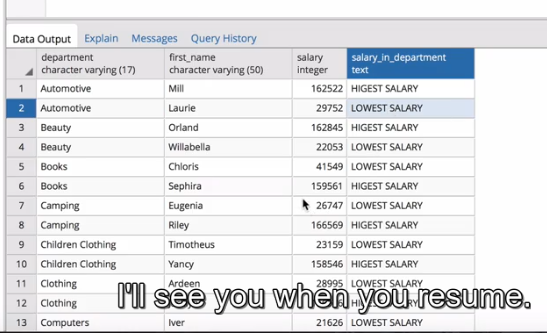 Data Output Explain Messages Query History
department first_name salary salary_in_department
character varying (17) character varying (50) integer text
1 Automotive Mill 162522 HIGEST SALARY
2 Automotive Laurie 29752 LOWEST SALARY
3 Beauty Orland 162845 HIGEST SALARY
4 Beauty Willabella 22053 LOWEST SALARY
5 Books Chloris 41549 LOWEST SALARY
6 Books Sephira 159561 HIGEST SALARY
7 Camping Eugenia 26747 LOWEST SALARY
8 Camping Riley 166569 HIGEST SALARY
9 Children Clothing Timotheus 23159 LOWEST SALARY
10 Children Clothing Yancy 158546 HIGEST SALARY
11 Clothing Ardeen 28995 LOWEST SALARY
12 Clothing
I'll see you when you resume.
13 Computers Iver 21626 LOWEST SALARY